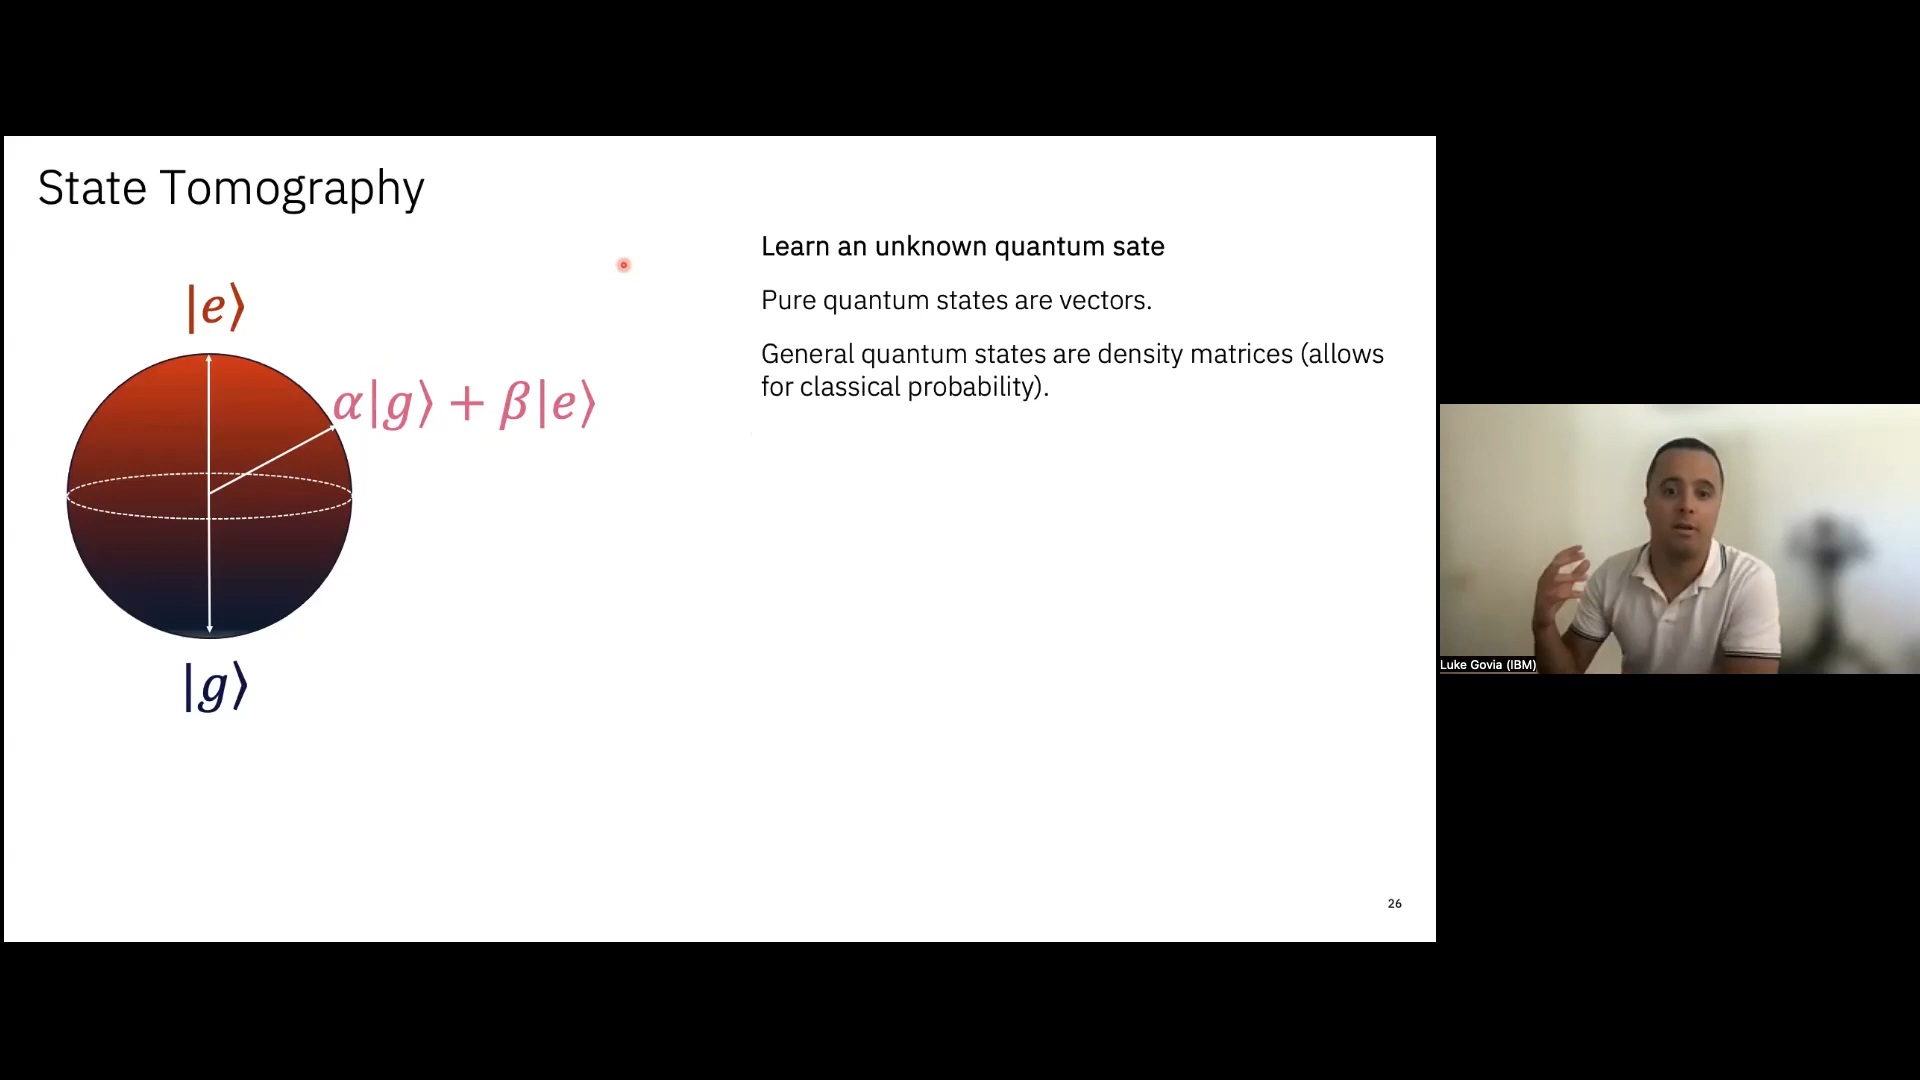 State Tomography
|e⟩
α|g⟩ + β|e⟩
|g⟩
Learn an unknown quantum sate
Pure quantum states are vectors.
General quantum states are density matrices (allows
for classical probability).
26
Luke Govia (IBM)